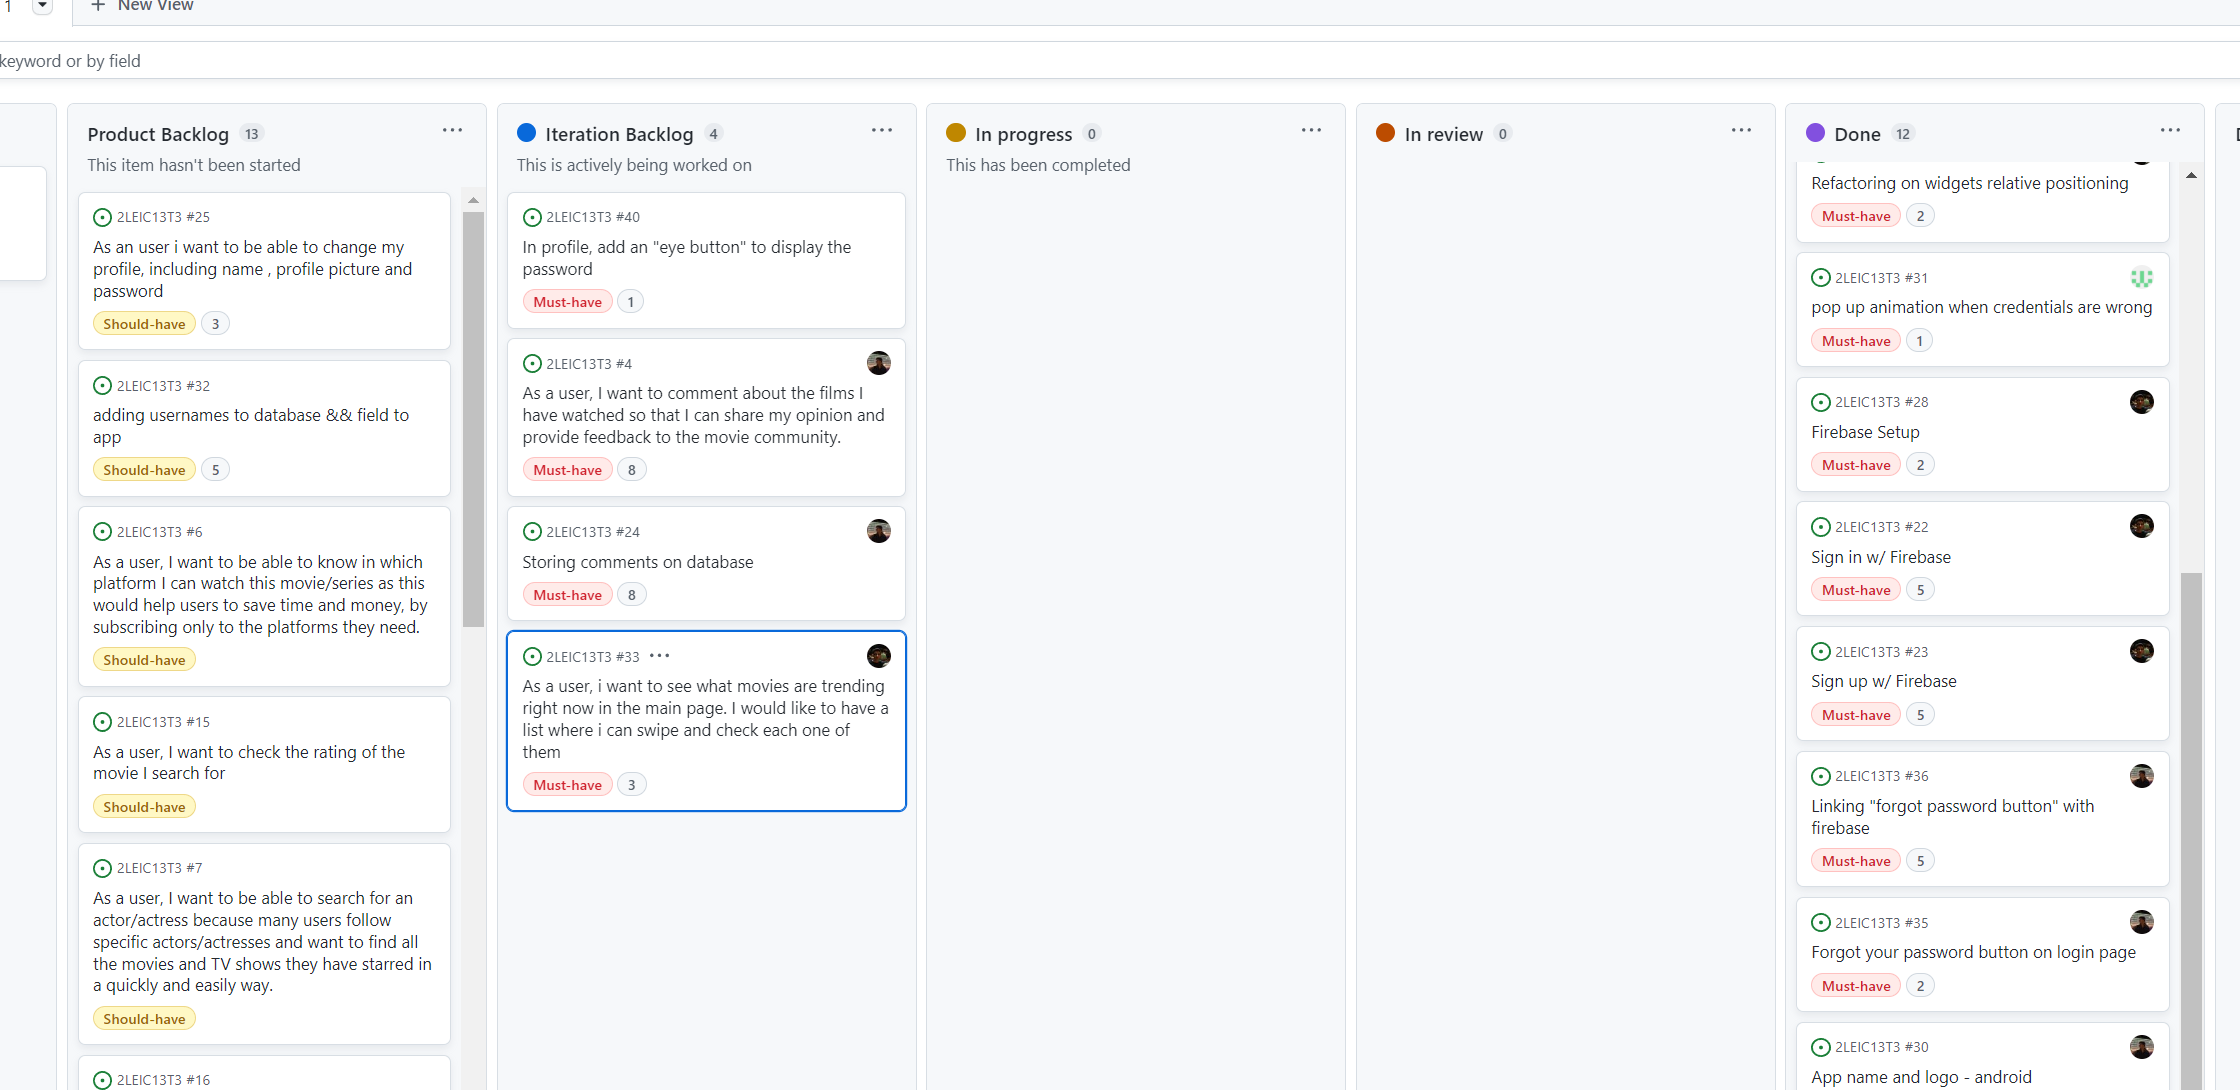 1
New View
keyword or by field
Product Backlog 13
This item hasn't been started
2LEIC13T3 #25
As an user i want to be able to change my
profile, including name , profile picture and
password
Should-have 3
2LEIC13T3 #32
adding usernames to database && field to
app
Should-have 5
2LEIC13T3 #6
As a user, I want to be able to know in which
platform I can watch this movie/series as this
would help users to save time and money, by
subscribing only to the platforms they need.
Should-have
2LEIC13T3 #15
As a user, I want to check the rating of the
movie I search for
Should-have
2LEIC13T3 #7
As a user, I want to be able to search for an
actor/actress because many users follow
specific actors/actresses and want to find all
the movies and TV shows they have starred in
a quickly and easily way.
Should-have
2LEIC13T3 #16
Iteration Backlog 4
This is actively being worked on
2LEIC13T3 #40
In profile, add an "eye button" to display the
password
Must-have 1
2LEIC13T3 #4
As a user, I want to comment about the films I
have watched so that I can share my opinion and
provide feedback to the movie community.
Must-have 8
2LEIC13T3 #24
Storing comments on database
Must-have 8
2LEIC13T3 #33
As a user, i want to see what movies are trending
right now in the main page. I would like to have a
list where i can swipe and check each one of
them
Must-have 3
In progress 0
This has been completed
In review 0
Done 12
Refactoring on widgets relative positioning
Must-have 2
2LEIC13T3 #31
pop up animation when credentials are wrong
Must-have 1
2LEIC13T3 #28
Firebase Setup
Must-have 2
2LEIC13T3 #22
Sign in w/ Firebase
Must-have 5
2LEIC13T3 #23
Sign up w/ Firebase
Must-have 5
2LEIC13T3 #36
Linking "forgot password button" with
firebase
Must-have 5
2LEIC13T3 #35
Forgot your password button on login page
Must-have 2
2LEIC13T3 #30
App name and logo - android